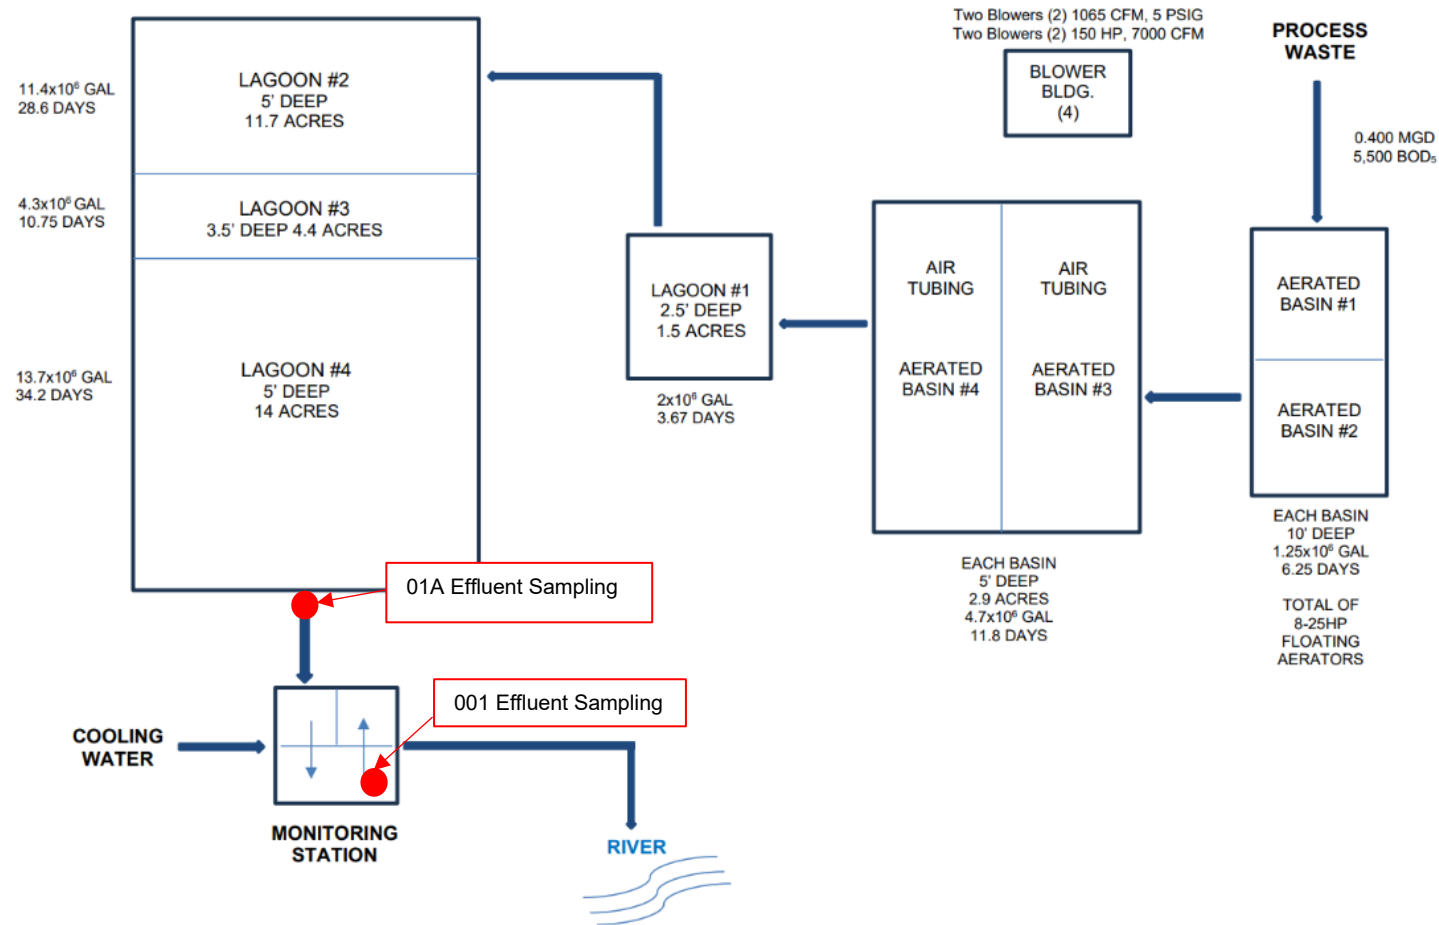 Two Blowers (2) 1065 CFM, 5 PSIG
Two Blowers (2) 150 HP, 7000 CFM
BLOWER
BLDG.
(4)
PROCESS
WASTE
0.400 MGD
5,500 BOD₅
AERATED
BASIN #1
AERATED
BASIN #2
EACH BASIN
10' DEEP
1.25x10⁶ GAL
6.25 DAYS
TOTAL OF
8-25HP
FLOATING
AERATORS
AIR
TUBING
AERATED
BASIN #4
AIR
TUBING
AERATED
BASIN #3
EACH BASIN
5' DEEP
2.9 ACRES
4.7x10⁶ GAL
11.8 DAYS
LAGOON #1
2.5' DEEP
1.5 ACRES
2x10⁶ GAL
3.67 DAYS
11.4x10⁶ GAL
28.6 DAYS
LAGOON #2
5' DEEP
11.7 ACRES
4.3x10⁶ GAL
10.75 DAYS
LAGOON #3
3.5' DEEP 4.4 ACRES
13.7x10⁶ GAL
34.2 DAYS
LAGOON #4
5' DEEP
14 ACRES
01A Effluent Sampling
001 Effluent Sampling
COOLING
WATER
MONITORING
STATION
RIVER